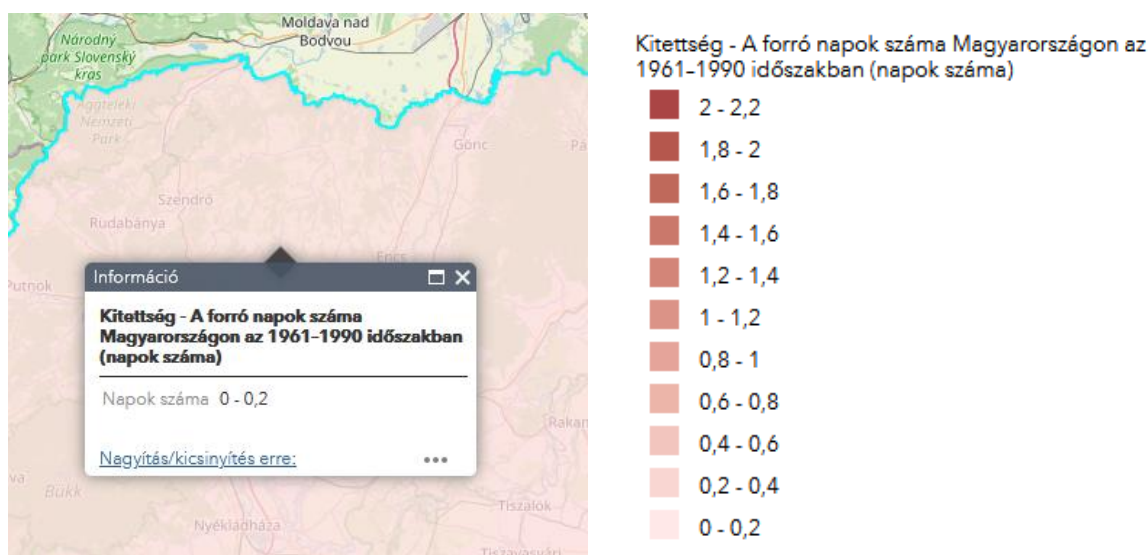 Moldava nad
Bodvou
Národný
park Slovenský
kras
Aggteleki
Nemzeti
Park
Gönc
Szendrő
Rudabánya
Encs
Putnok
Információ
Kitettség - A forró napok száma
Magyarországon az 1961-1990 időszakban
(napok száma)
Napok száma 0 - 0,2
Nagyítás/kicsinyítés erre:
Bükk
Nyékládháza
Tiszalök
Tiszavasvári
Kitettség - A forró napok száma Magyarországon az
1961-1990 időszakban (napok száma)
2 - 2,2
1,8 - 2
1,6 - 1,8
1,4 - 1,6
1,2 - 1,4
1 - 1,2
0,8 - 1
0,6 - 0,8
0,4 - 0,6
0,2 - 0,4
0 - 0,2